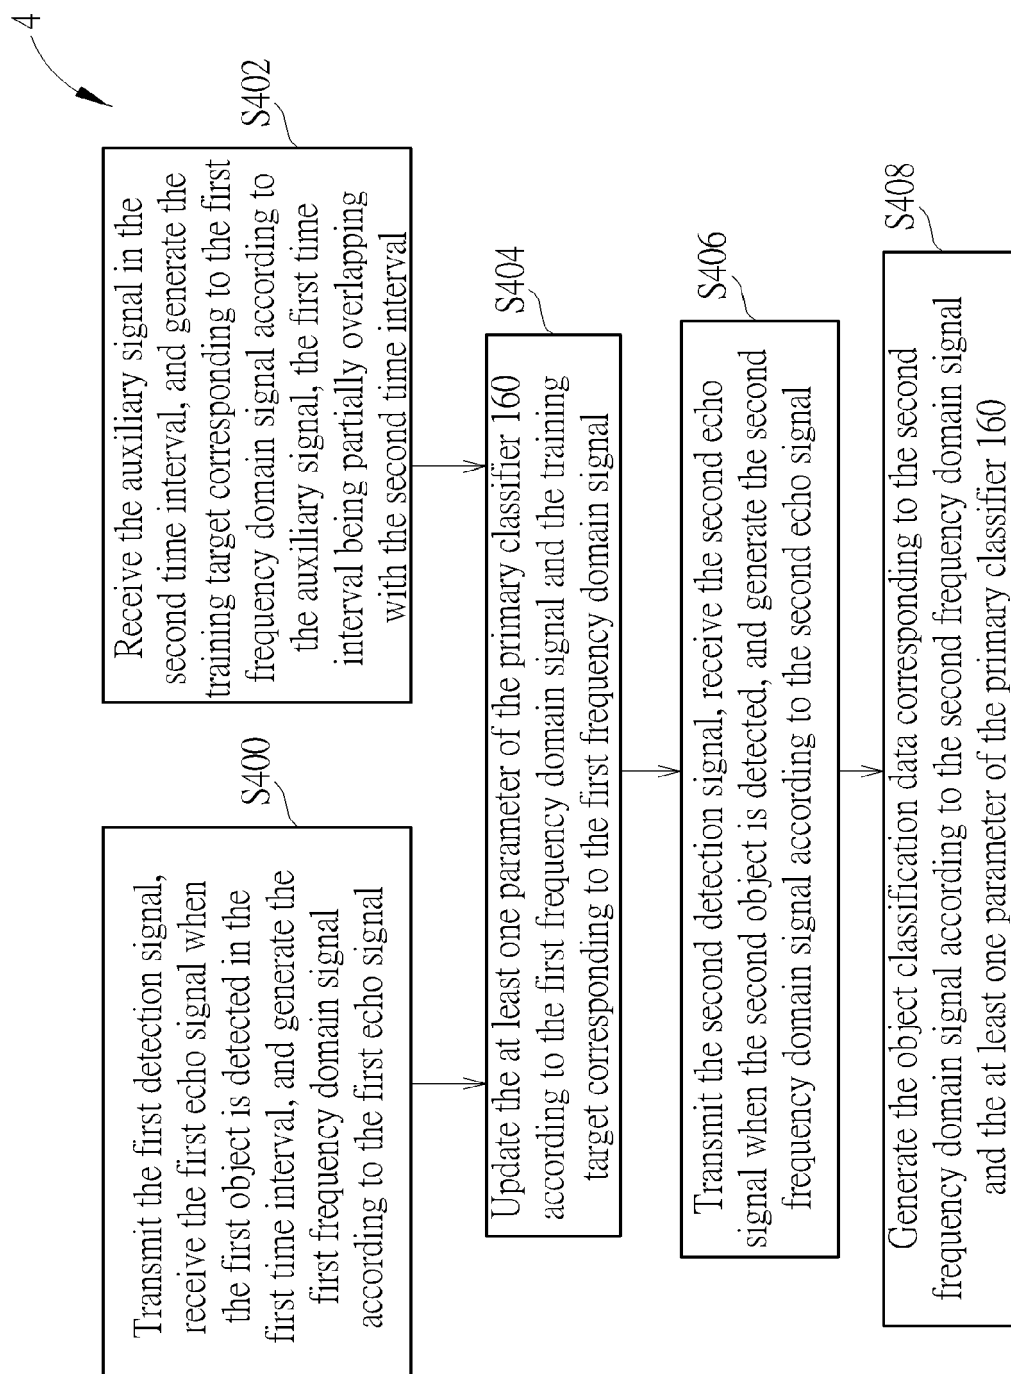 4
Transmit the first detection signal,
receive the first echo signal when
the first object is detected in the
first time interval, and generate the
first frequency domain signal
according to the first echo signal
S400
Receive the auxiliary signal in the
second time interval, and generate the
training target corresponding to the first
frequency domain signal according to
the auxiliary signal, the first time
interval being partially overlapping
with the second time interval
S402
Update the at least one parameter of the primary classifier 160
according to the first frequency domain signal and the training
target corresponding to the first frequency domain signal
S404
Transmit the second detection signal, receive the second echo
signal when the second object is detected, and generate the second
frequency domain signal according to the second echo signal
S406
Generate the object classification data corresponding to the second
frequency domain signal according to the second frequency domain signal
and the at least one parameter of the primary classifier 160
S408